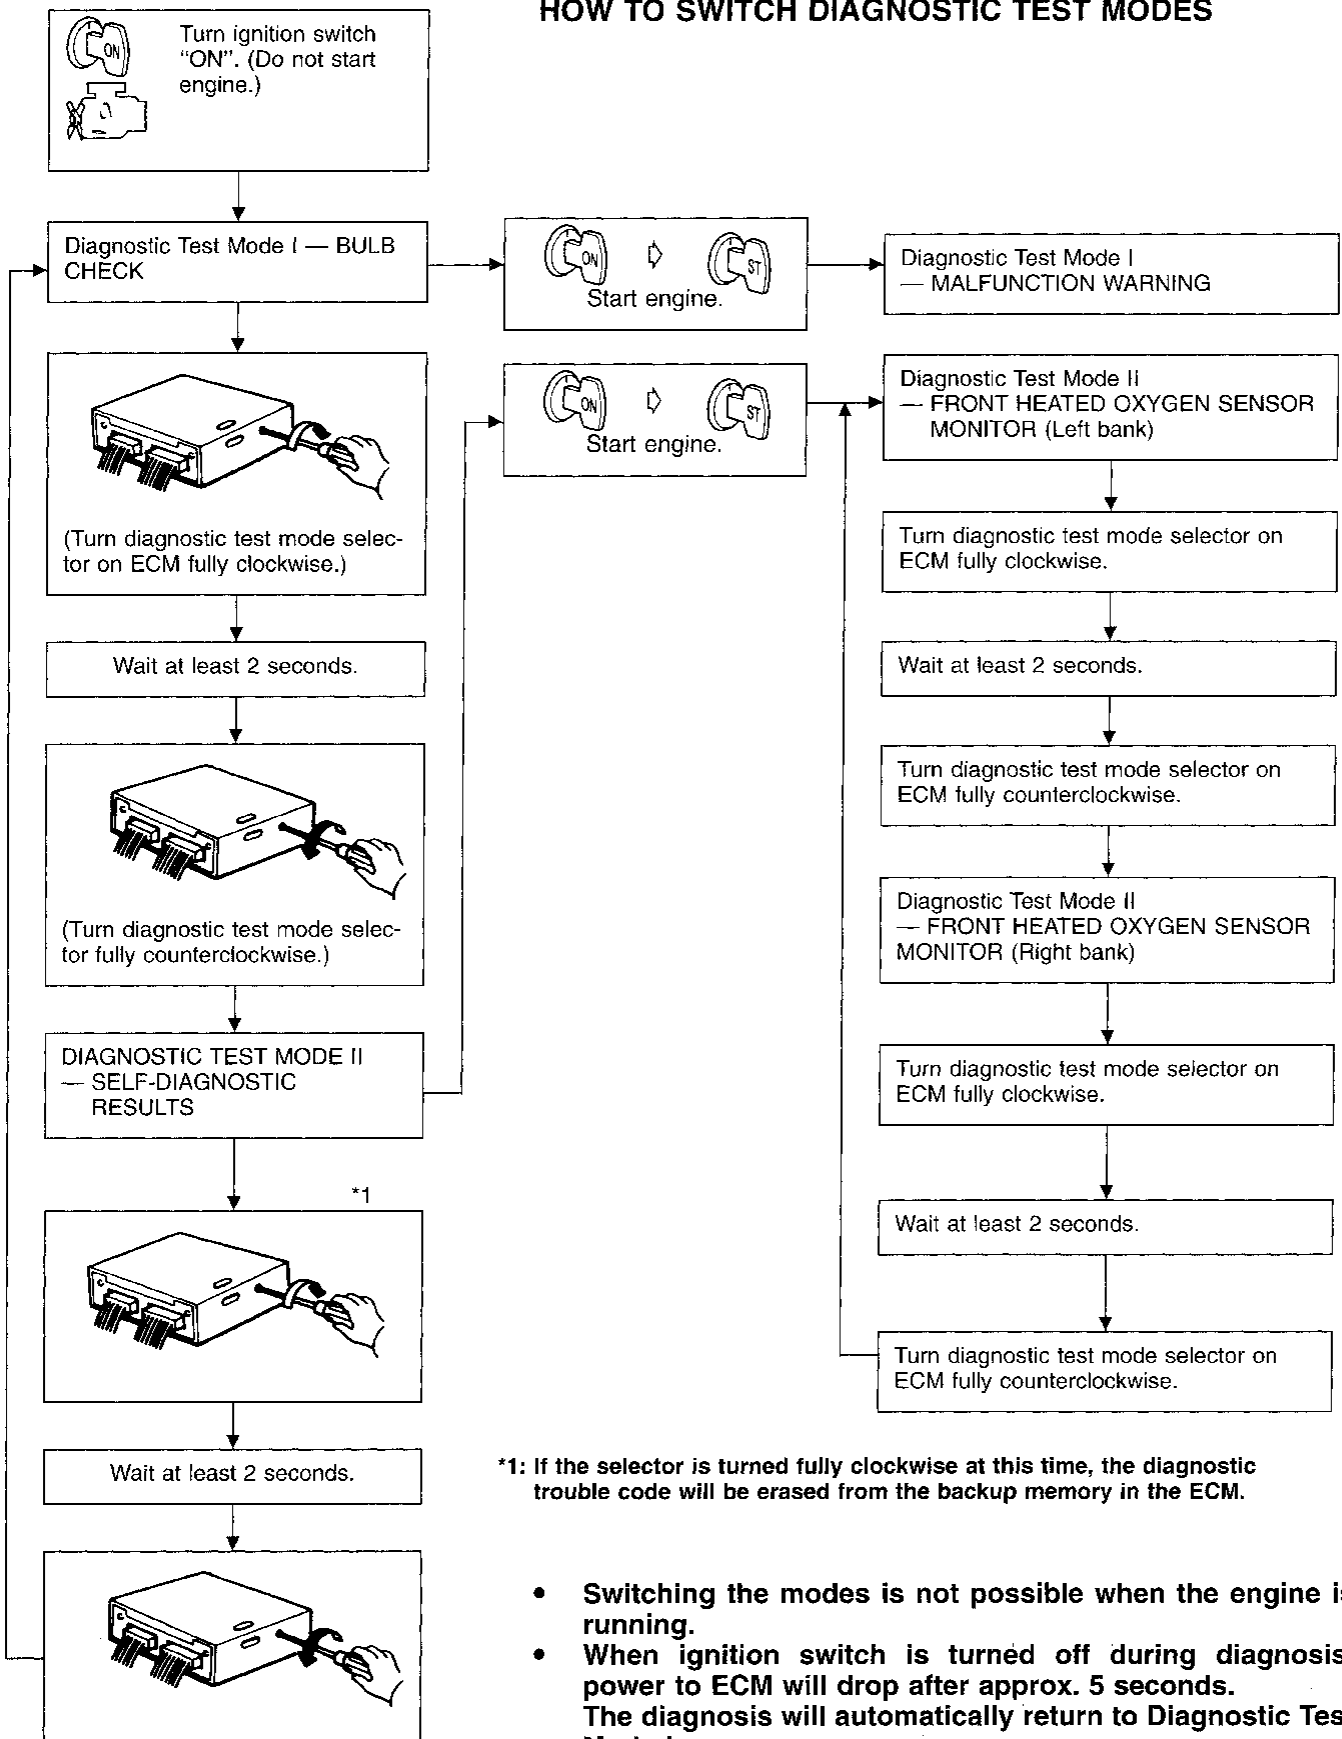 HOW TO SWITCH DIAGNOSTIC TEST MODES
ON
Turn ignition switch
“ON”. (Do not start
engine.)
Diagnostic Test Mode I — BULB
CHECK
ON
ST
Start engine.
Diagnostic Test Mode I
— MALFUNCTION WARNING
(Turn diagnostic test mode selec-
tor on ECM fully clockwise.)
Wait at least 2 seconds.
(Turn diagnostic test mode selec-
tor fully counterclockwise.)
DIAGNOSTIC TEST MODE II
— SELF-DIAGNOSTIC
RESULTS
ON
ST
Start engine.
Diagnostic Test Mode II
— FRONT HEATED OXYGEN SENSOR
MONITOR (Left bank)
Turn diagnostic test mode selector on
ECM fully clockwise.
Wait at least 2 seconds.
Turn diagnostic test mode selector on
ECM fully counterclockwise.
Diagnostic Test Mode II
— FRONT HEATED OXYGEN SENSOR
MONITOR (Right bank)
Turn diagnostic test mode selector on
ECM fully clockwise.
Wait at least 2 seconds.
Turn diagnostic test mode selector on
ECM fully counterclockwise.
*1
Wait at least 2 seconds.
*1: If the selector is turned fully clockwise at this time, the diagnostic
trouble code will be erased from the backup memory in the ECM.
• Switching the modes is not possible when the engine is
running.
• When ignition switch is turned off during diagnosis
power to ECM will drop after approx. 5 seconds.
The diagnosis will automatically return to Diagnostic Tes